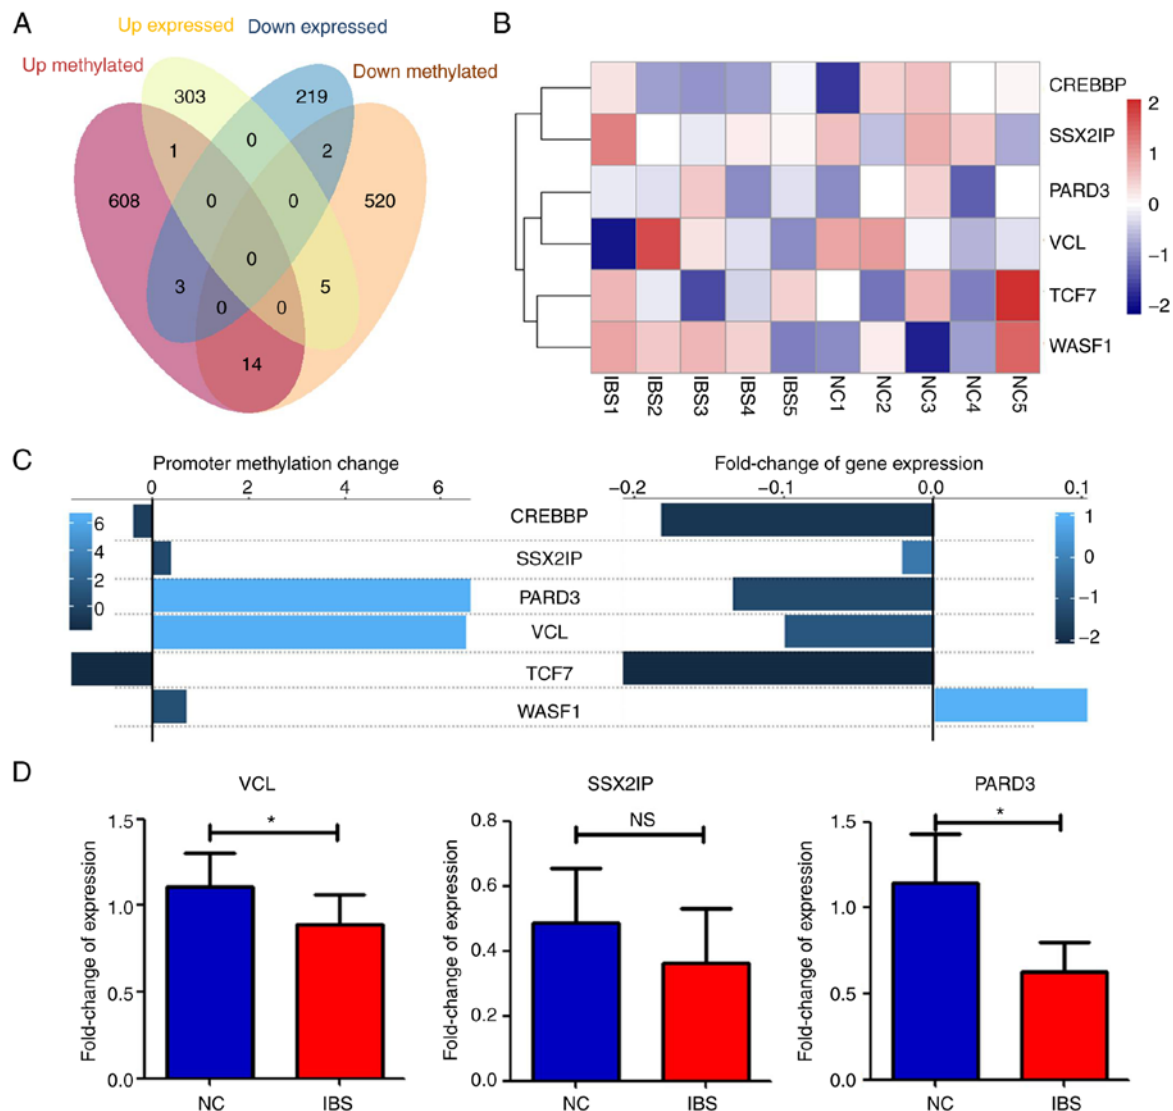 A
Up expressed
Down expressed
Up methylated
Down methylated
303
219
0
1
2
608
0
0
520
0
3
5
0
0
14
B
CREBBP
SSX2IP
PARD3
VCL
TCF7
WASF1
2
1
0
−1
−2
IBS1
IBS2
IBS3
IBS4
IBS5
NC1
NC2
NC3
NC4
NC5
C
Promoter methylation change
Fold-change of gene expression
0
2
4
6
−0.2
−0.1
0.0
0.1
6
4
2
0
CREBBP
SSX2IP
PARD3
VCL
TCF7
WASF1
1
0
−1
−2
D
VCL
Fold-change of expression
1.5
1.0
0.5
0.0
*
NC
IBS
SSX2IP
Fold-change of expression
0.8
0.6
0.4
0.2
0.0
NS
NC
IBS
PARD3
Fold-change of expression
1.5
1.0
0.5
0
*
NC
IBS